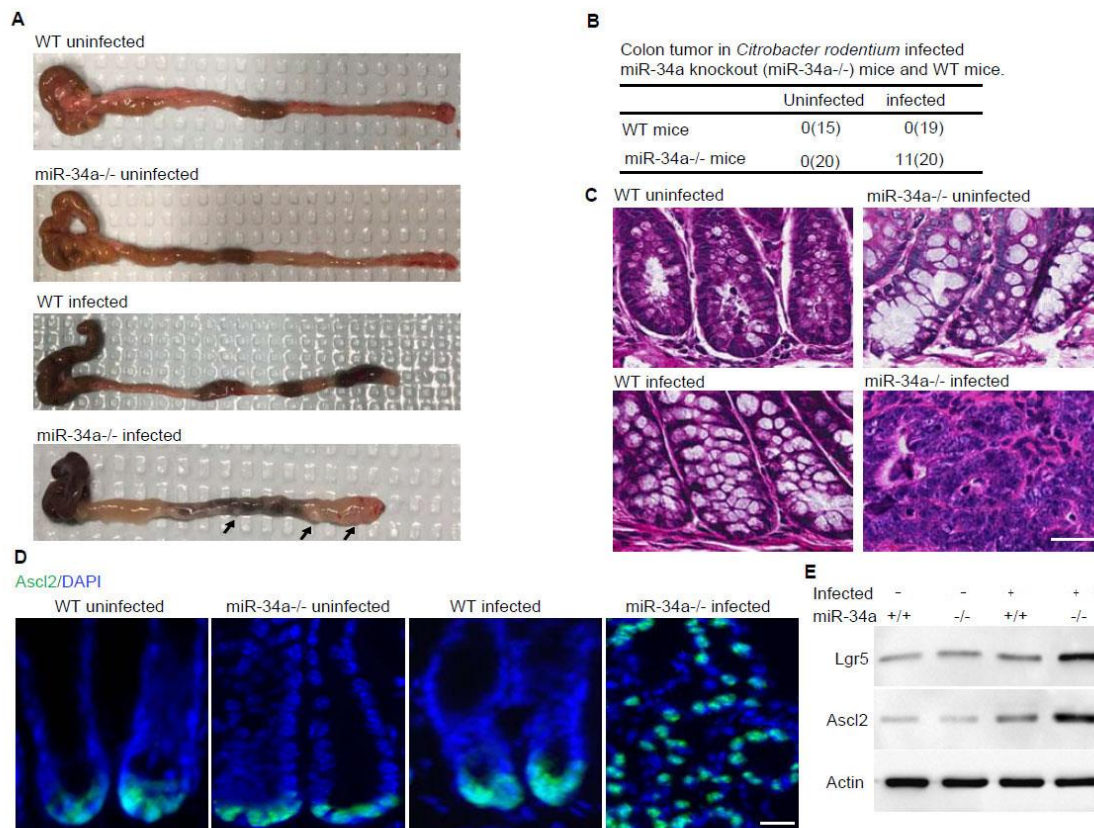 A
WT uninfected
miR-34a-/- uninfected
WT infected
miR-34a-/- infected
B
Colon tumor in Citrobacter rodentium infected
miR-34a knockout (miR-34a-/-) mice and WT mice.
Uninfected infected
WT mice 0(15) 0(19)
miR-34a-/- mice 0(20) 11(20)
C
WT uninfected miR-34a-/- uninfected
WT infected miR-34a-/- infected
D
Ascl2/DAPI
WT uninfected miR-34a-/- uninfected WT infected miR-34a-/- infected
E
Infected - - + +
miR-34a +/+ -/- +/+ -/-
Lgr5
Ascl2
Actin